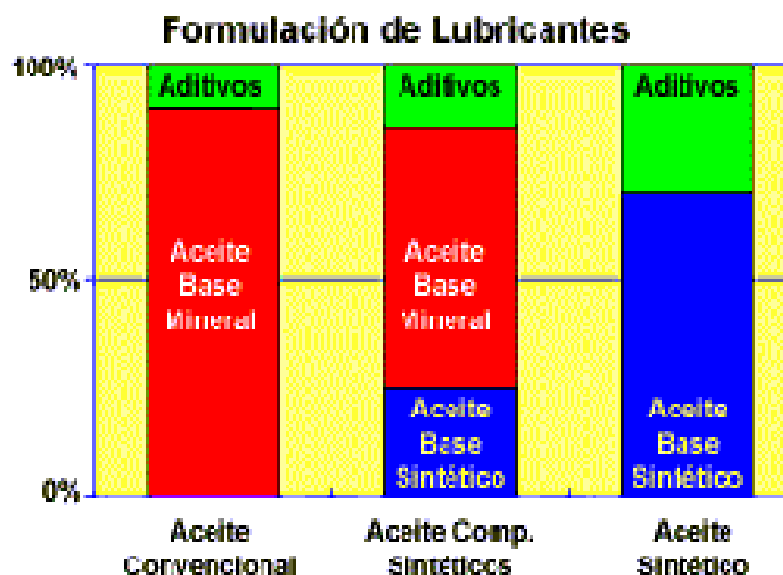 Formulación de Lubricantes
100%
Aditivos
Aditivos
Aditivos
Aceite
Base
Mineral
Aceite
Base
Mineral
50%
Aceite
Base
Sintético
Aceite
Base
Sintético
0%
Aceite
Convencional
Aceite Comp.
Sintéticos
Aceite
Sintético